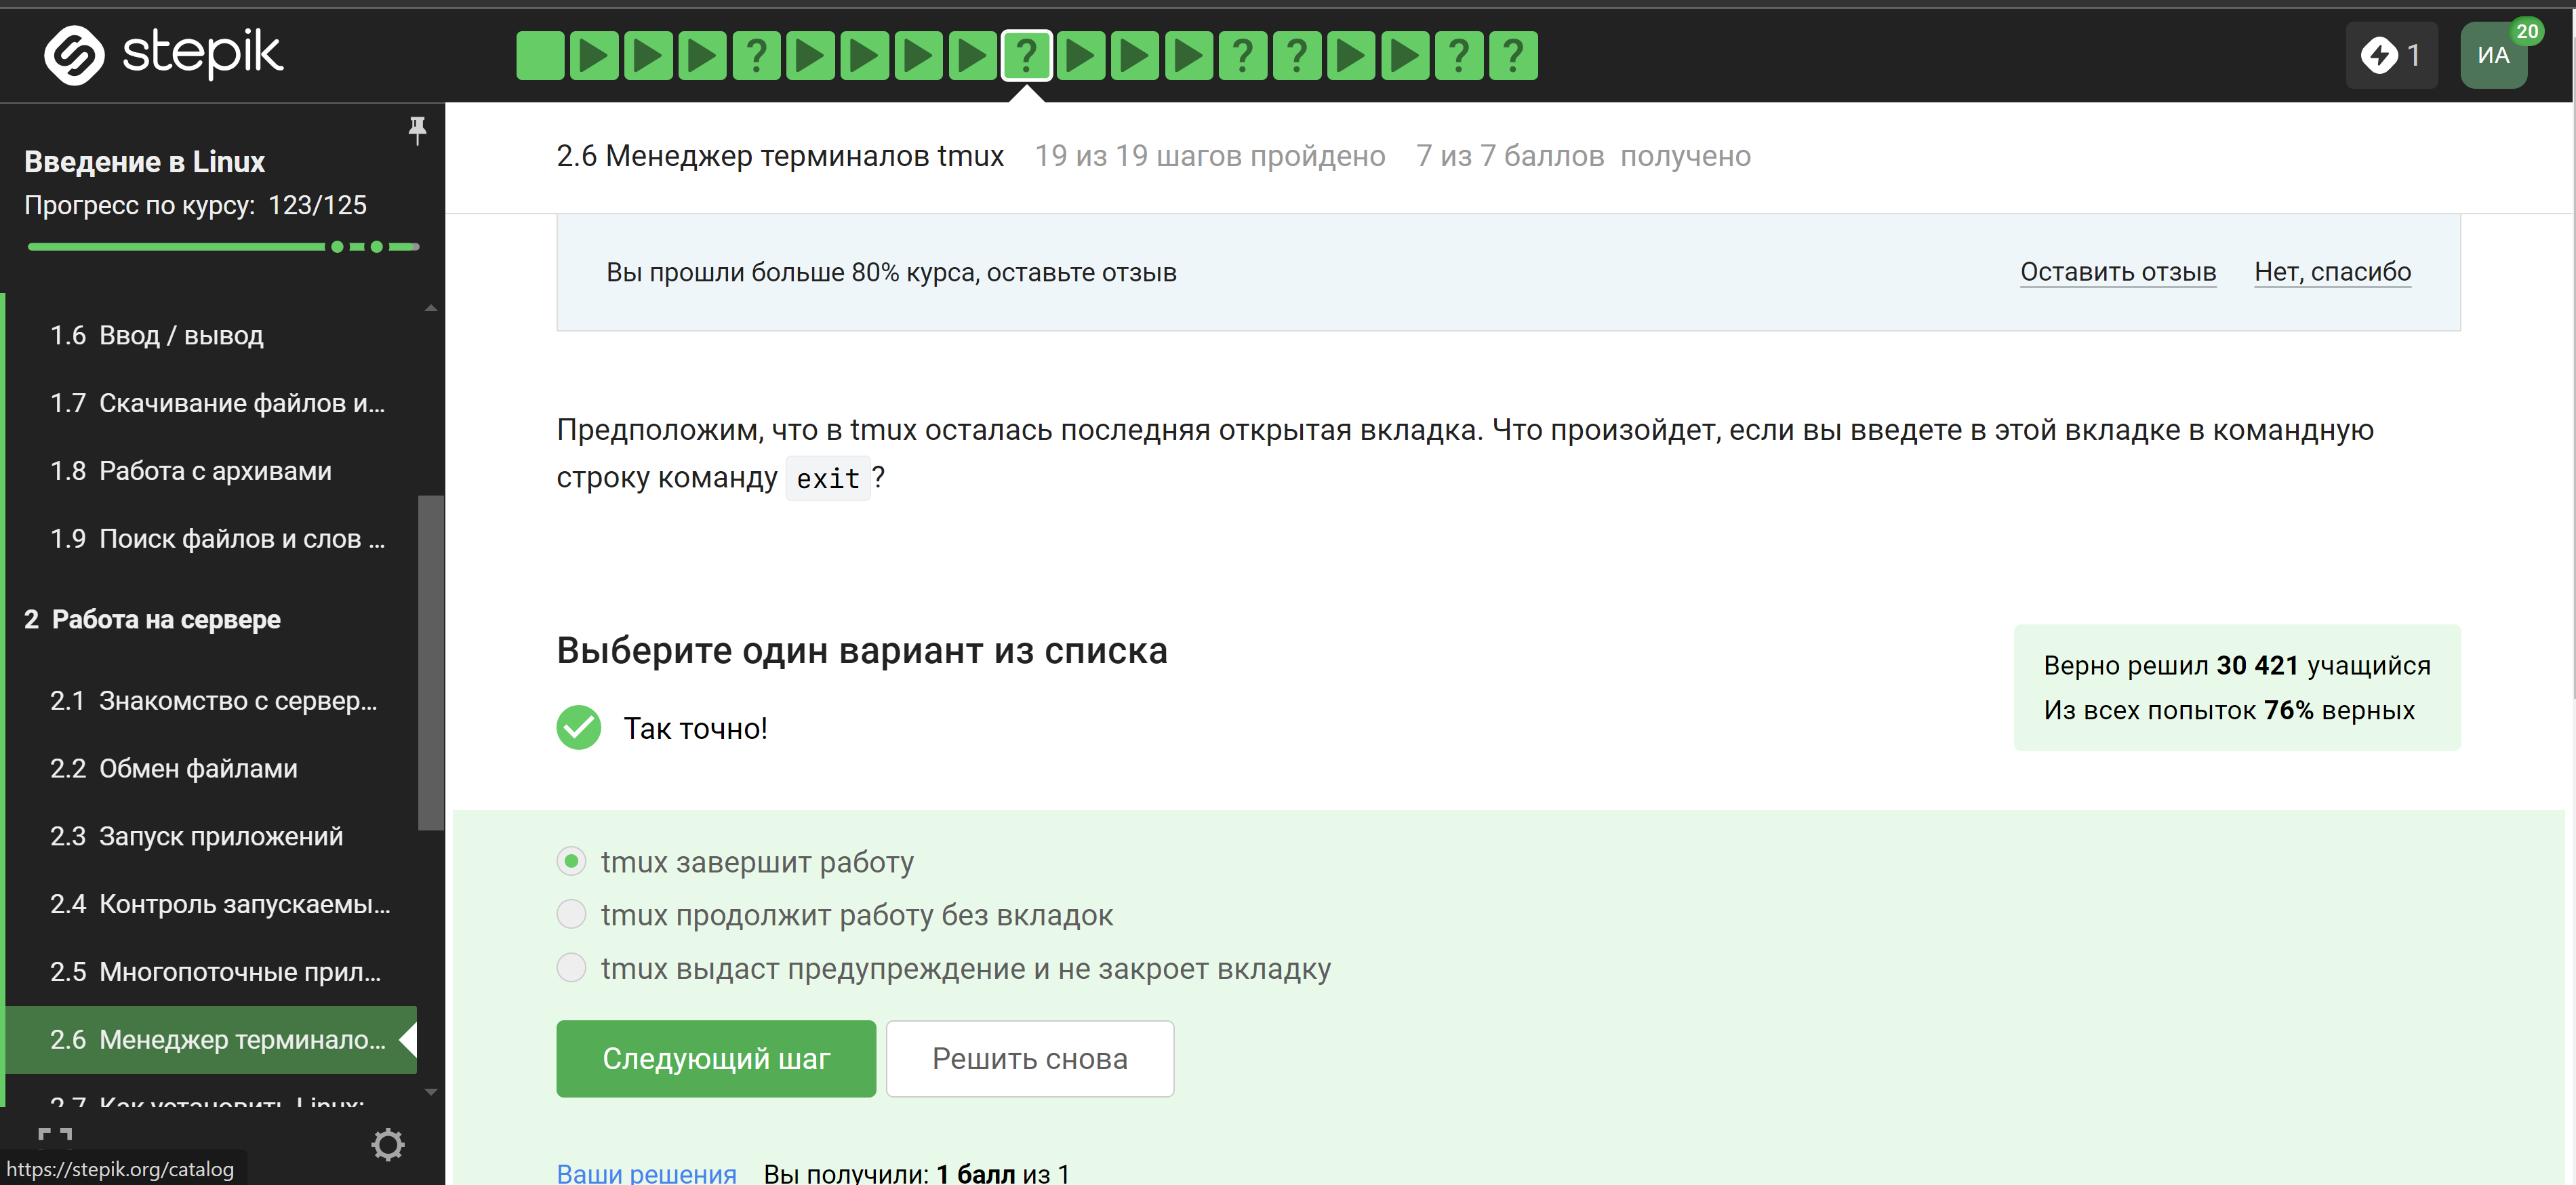 stepik
? ? ? ? ? ?
1
ИА
20
Введение в Linux
Прогресс по курсу: 123/125
1.6 Ввод / вывод
1.7 Скачивание файлов и...
1.8 Работа с архивами
1.9 Поиск файлов и слов ...
2 Работа на сервере
2.1 Знакомство с сервер...
2.2 Обмен файлами
2.3 Запуск приложений
2.4 Контроль запускаемы...
2.5 Многопоточные прил...
2.6 Менеджер терминало...
2.7 Как установить Linux:
https://stepik.org/catalog
2.6 Менеджер терминалов tmux 19 из 19 шагов пройдено 7 из 7 баллов получено
Вы прошли больше 80% курса, оставьте отзыв Оставить отзыв Нет, спасибо
Предположим, что в tmux осталась последняя открытая вкладка. Что произойдет, если вы введете в этой вкладке в командную
строку команду exit?
Выберите один вариант из списка
Так точно!
Верно решил 30 421 учащийся
Из всех попыток 76% верных
tmux завершит работу
tmux продолжит работу без вкладок
tmux выдаст предупреждение и не закроет вкладку
Следующий шаг Решить снова
Ваши решения Вы получили: 1 балл из 1